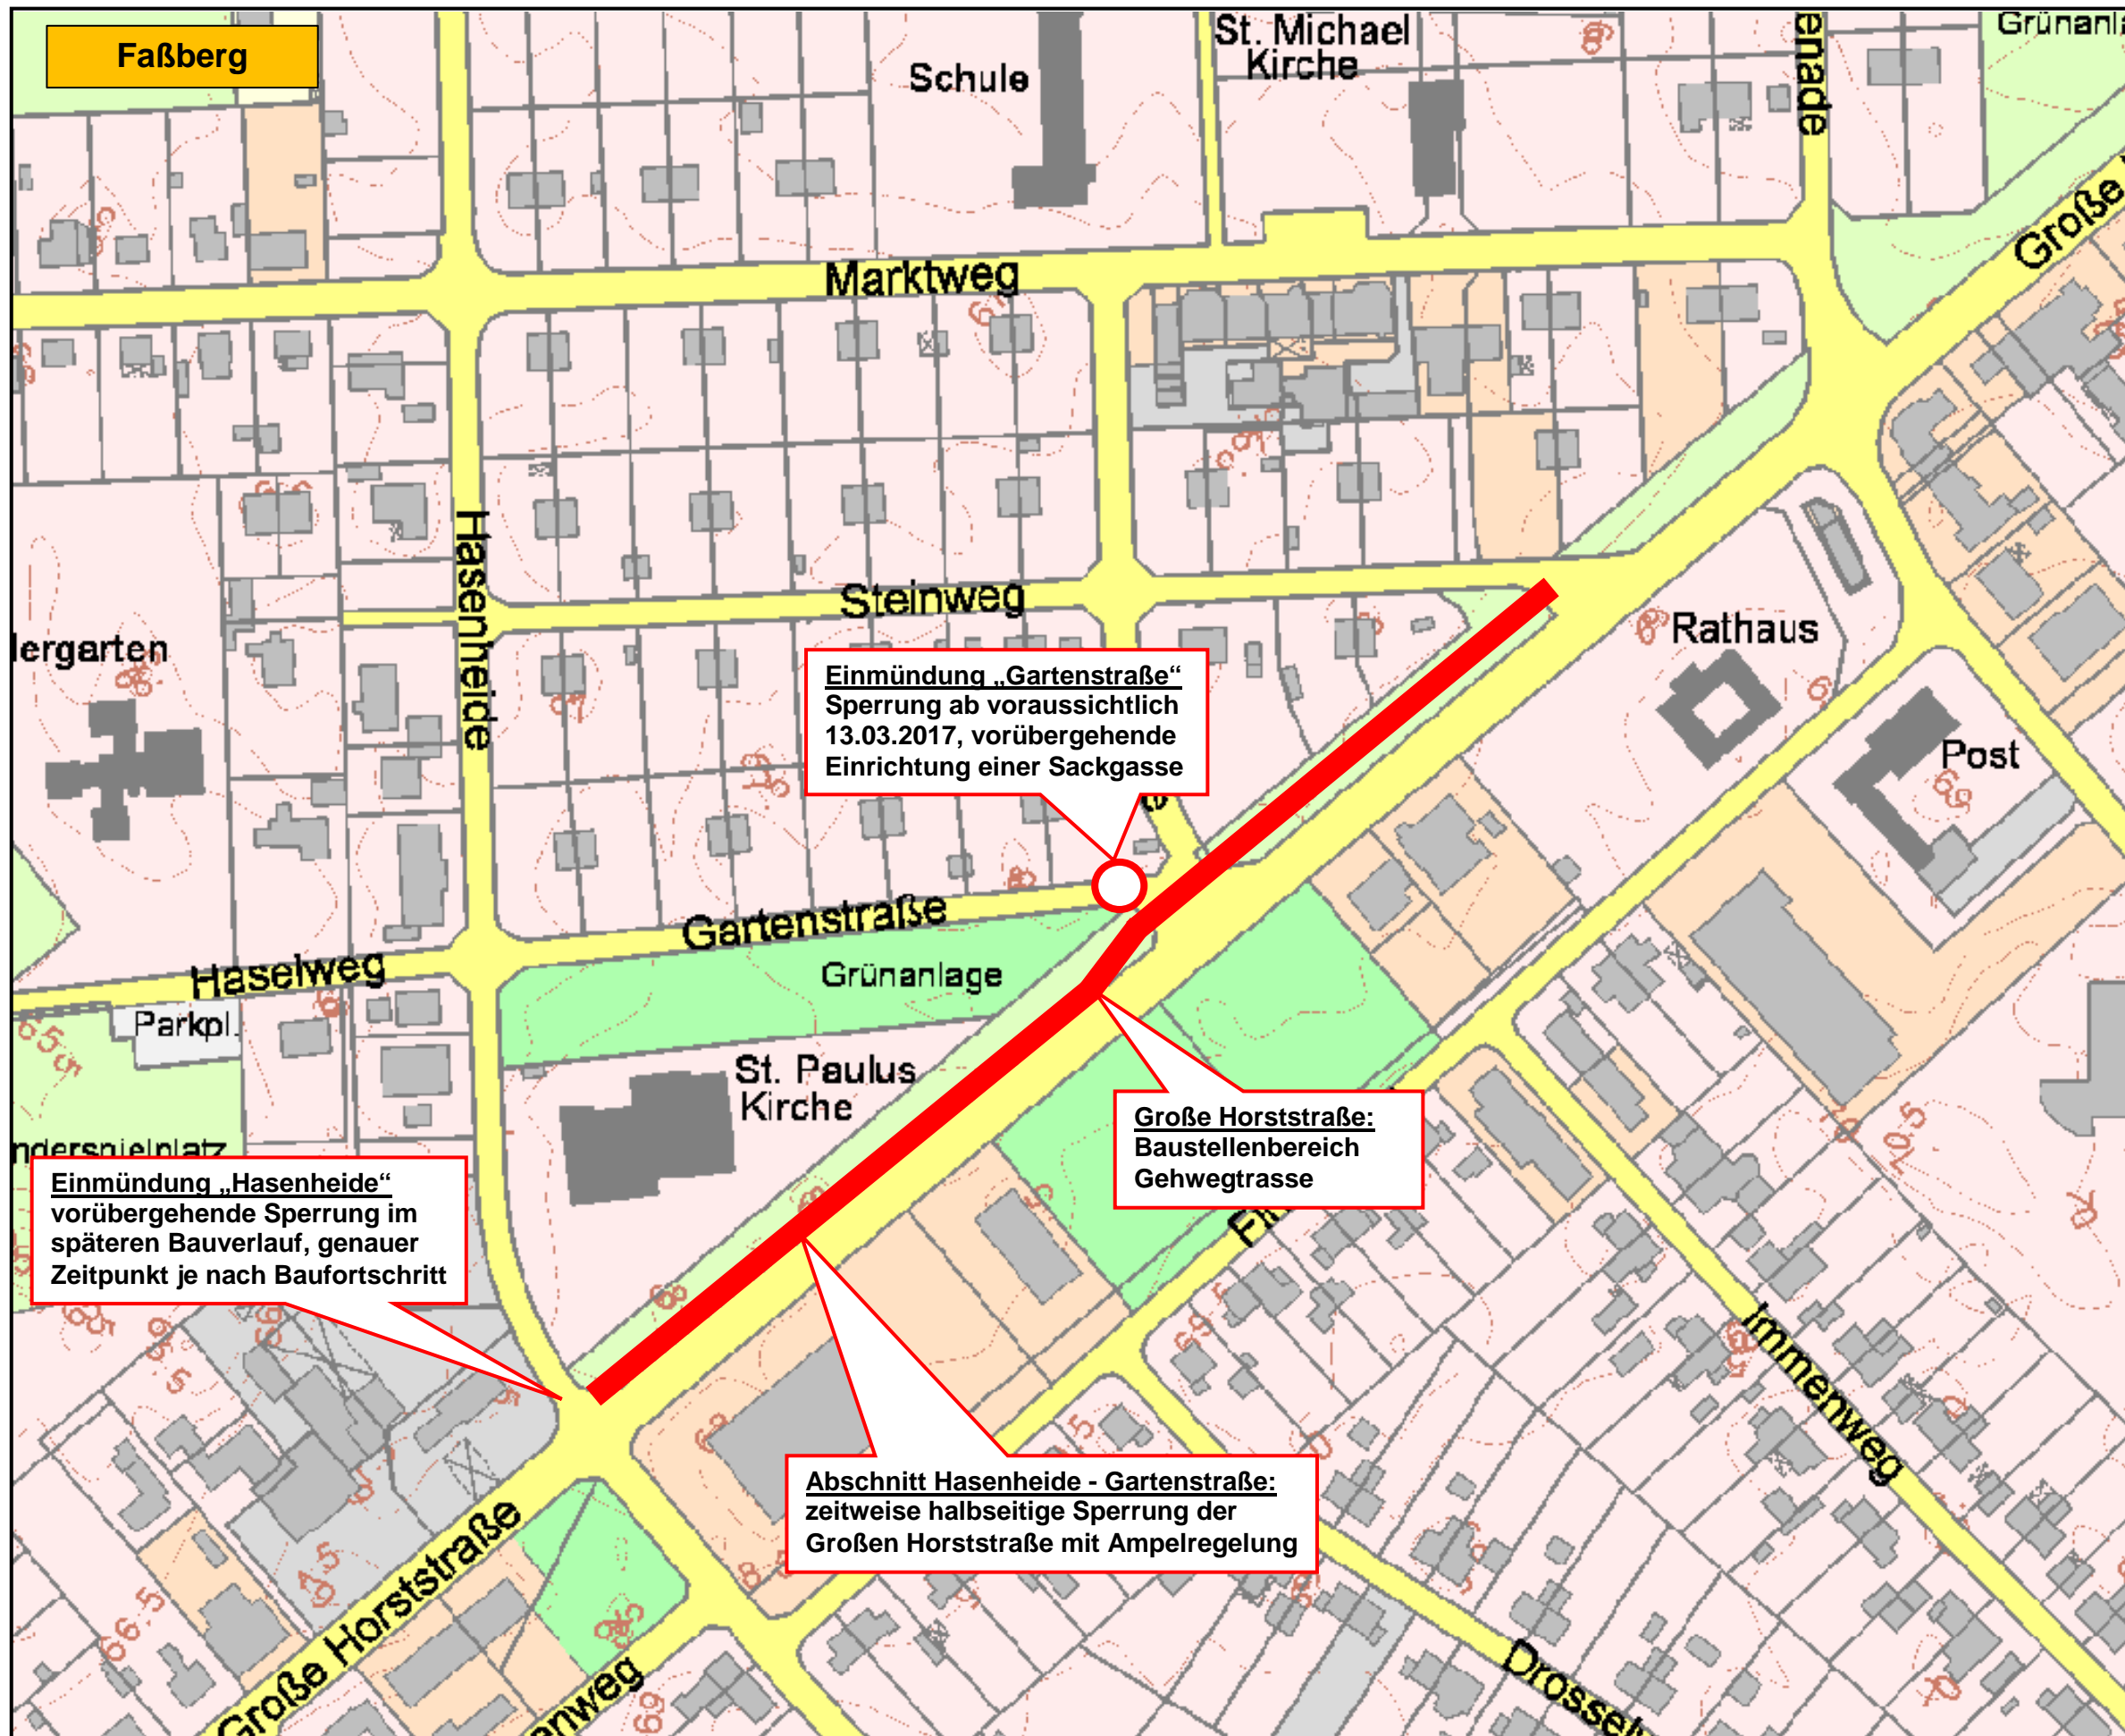 Faßberg
Schule
St. Michael
Kirche
Große
Marktweg
Hasenheide
Steinweg
Rathaus
Post
Einmündung „Gartenstraße“
Sperrung ab voraussichtlich
13.03.2017, vorübergehende
Einrichtung einer Sackgasse
Gartenstraße
Haselweg
Grünanlage
Parkpl.
St. Paulus
Kirche
Große Horststraße:
Baustellenbereich
Gehwegtrasse
Einmündung „Hasenheide“
vorübergehende Sperrung im
späteren Bauverlauf, genauer
Zeitpunkt je nach Baufortschritt
Immenweg
Abschnitt Hasenheide - Gartenstraße:
zeitweise halbseitige Sperrung der
Großen Horststraße mit Ampelregelung
Große Horststraße
66.5